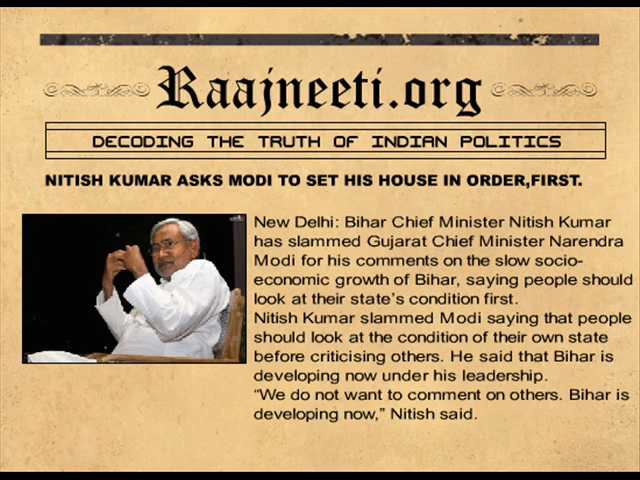 Raajneeti.org
DECODING THE TRUTH OF INDIAN POLITICS
NITISH KUMAR ASKS MODI TO SET HIS HOUSE IN ORDER,FIRST.
New Delhi: Bihar Chief Minister Nitish Kumar
has slammed Gujarat Chief Minister Narendra
Modi for his comments on the slow socio-
economic growth of Bihar, saying people should
look at their state's condition first.
Nitish Kumar slammed Modi saying that people
should look at the condition of their own state
before criticising others. He said that Bihar is
developing now under his leadership.
“We do not want to comment on others. Bihar is
developing now,” Nitish said.